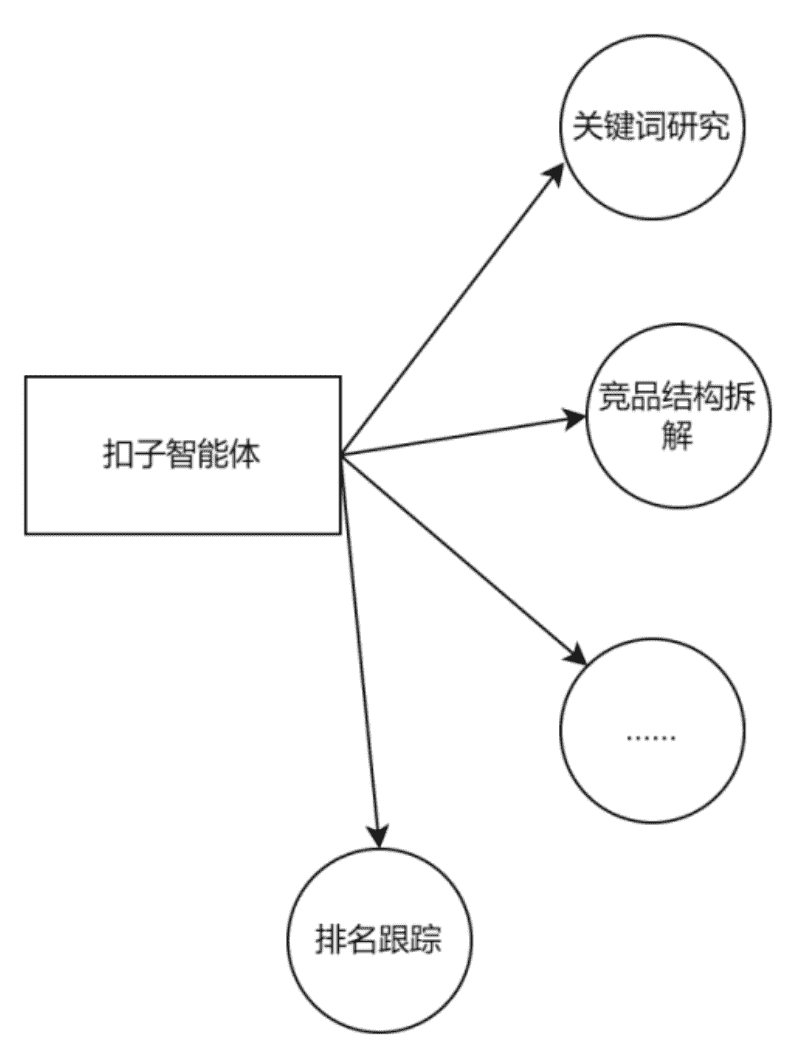 关键词研究
竞品结构拆
解
扣子智能体
......
排名跟踪